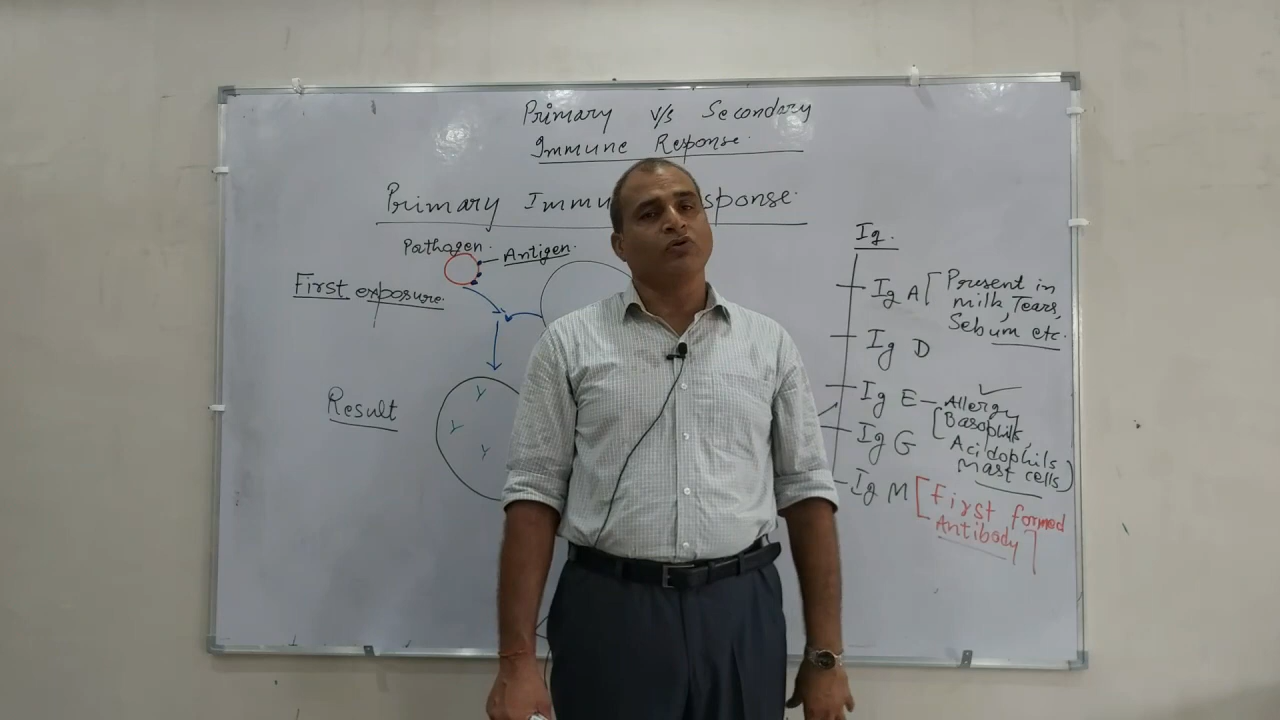 Primary v/s Secondary
Immune Response.
Primary Immu sponse.
Pathogen.
Antigen.
First exposure.
Result
Y
Y
Y
Ig.
Ig A [ Present in
milk, Tears,
Sebum etc.
Ig D
Ig E — Allergy
[Basophils,
Acidophils
Mast cells)
Ig G
Ig M [First formed
Antibody]